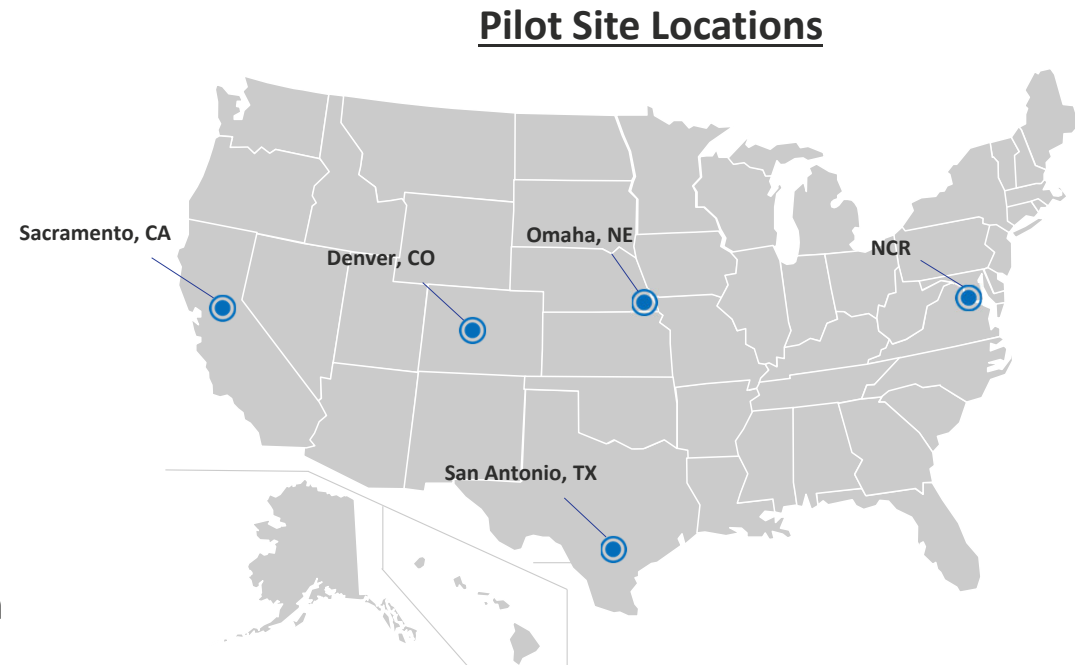 Pilot Site Locations
Sacramento, CA
Denver, CO
Omaha, NE
NCR
San Antonio, TX